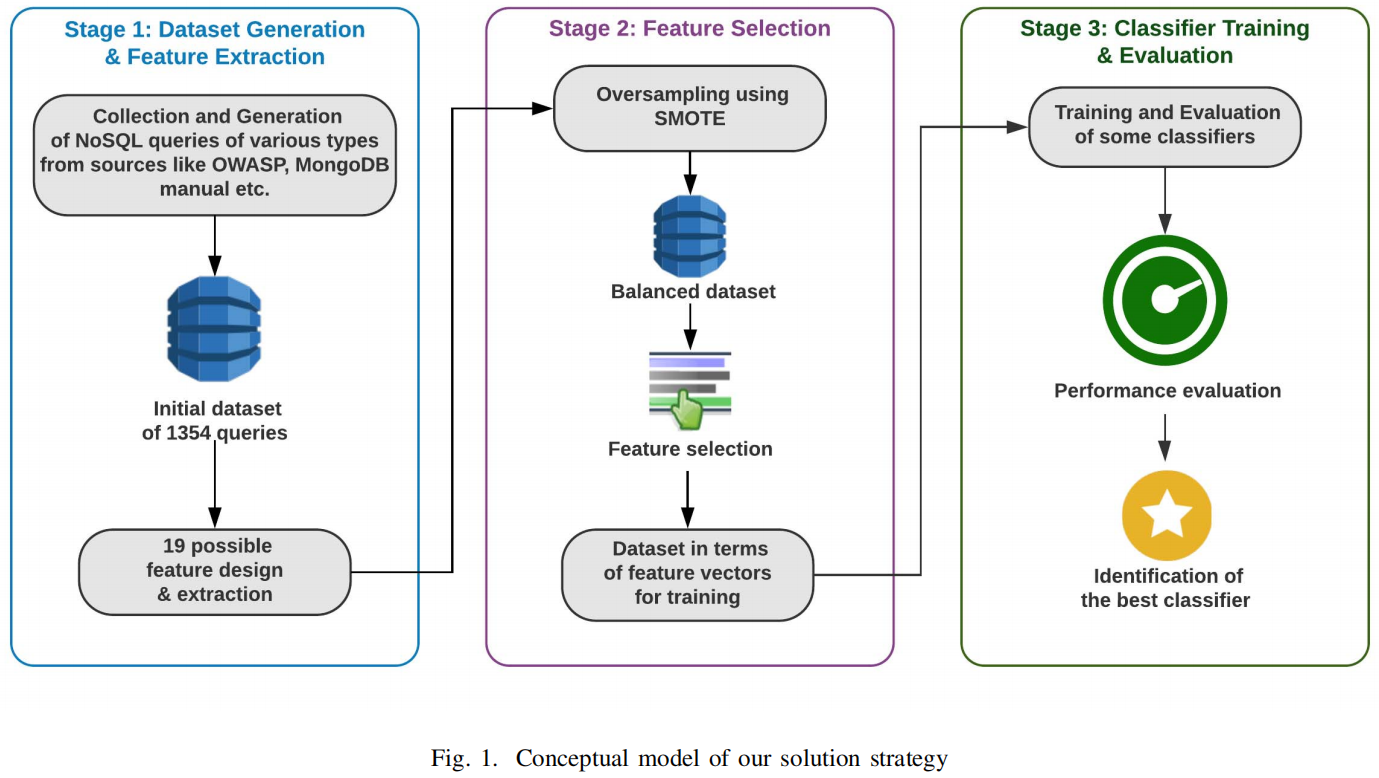 Stage 1: Dataset Generation
& Feature Extraction
Collection and Generation
of NoSQL queries of various types
from sources like OWASP, MongoDB
manual etc.
Initial dataset
of 1354 queries
19 possible
feature design
& extraction
Stage 2: Feature Selection
Oversampling using
SMOTE
Balanced dataset
Feature selection
Dataset in terms
of feature vectors
for training
Stage 3: Classifier Training
& Evaluation
Training and Evaluation
of some classifiers
Performance evaluation
Identification of
the best classifier
Fig. 1. Conceptual model of our solution strategy